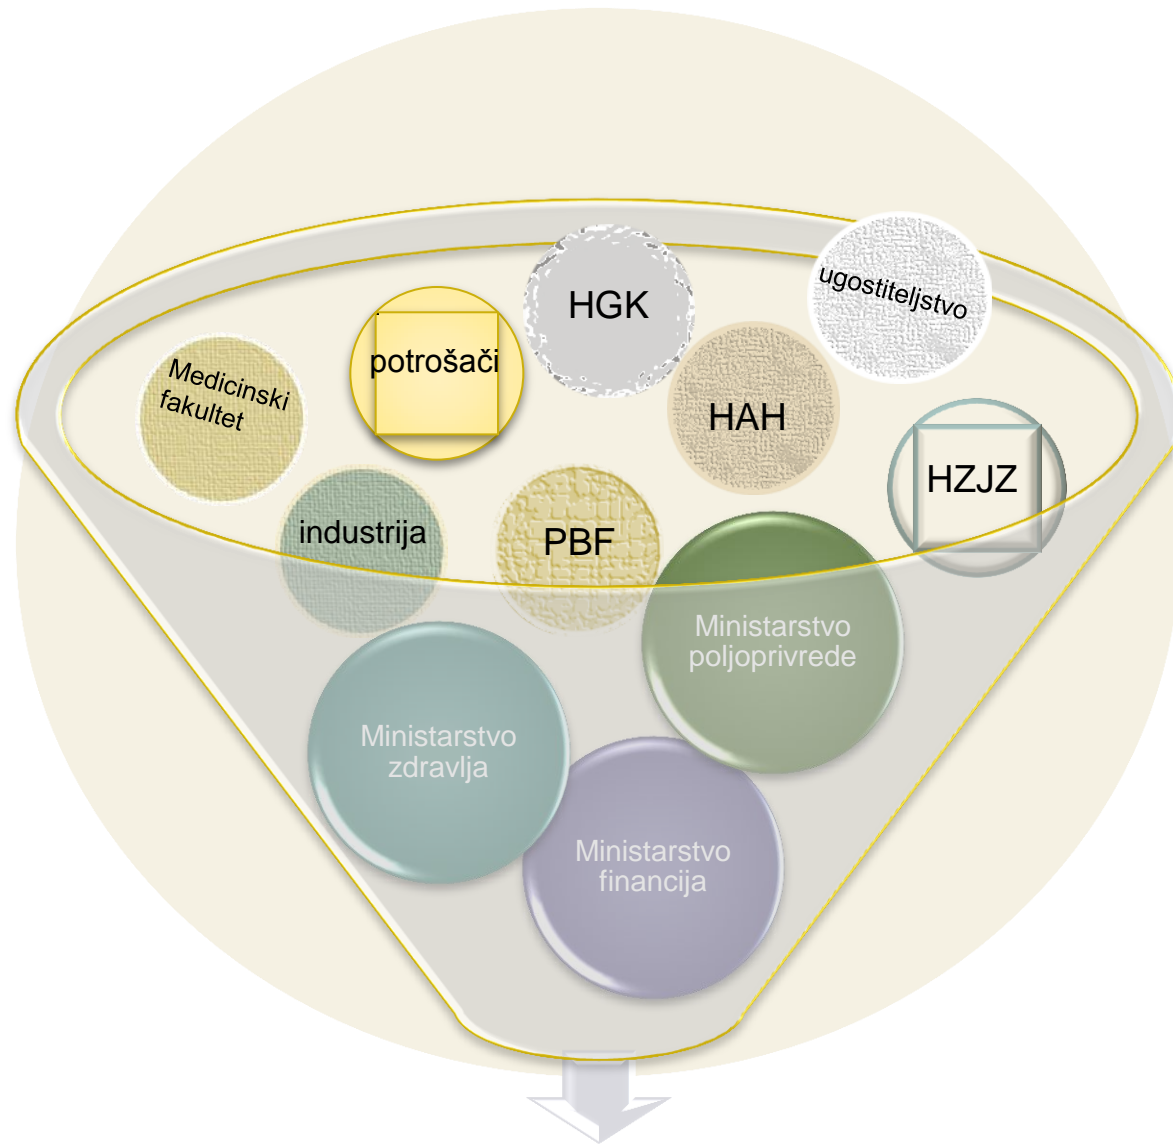 HGK
ugostiteljstvo
potrošači
Medicinski
fakultet
HAH
HZJZ
industrija
PBF
Ministarstvo
poljoprivrede
Ministarstvo
zdravlja
Ministarstvo
financija